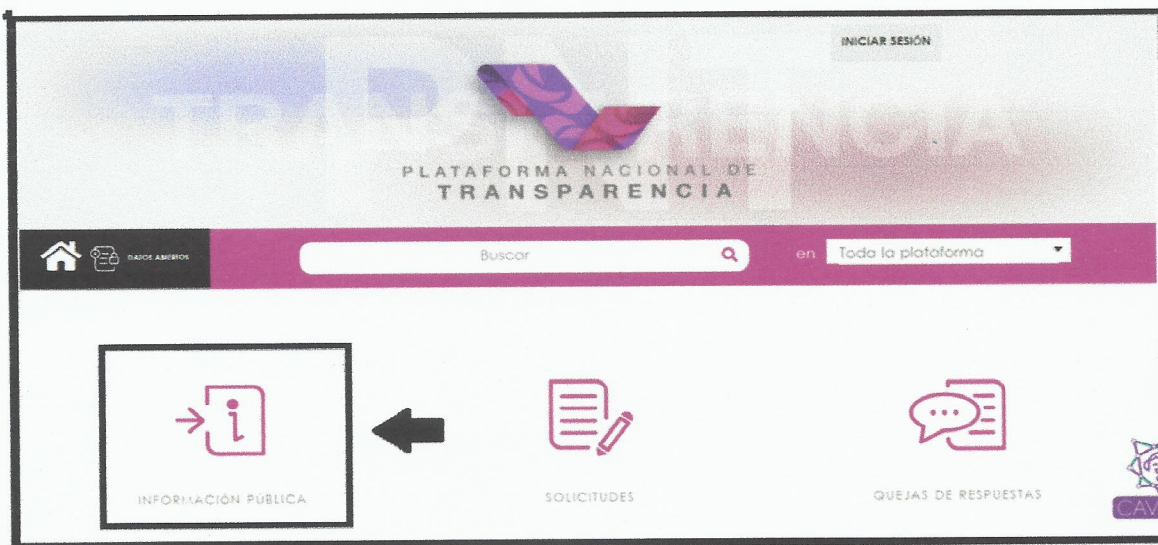 INICIAR SESIÓN
PLATAFORMA NACIONAL DE
TRANSPARENCIA
DATOS ABIERTOS
Buscar
en
Toda la plataforma
INFORMACIÓN PÚBLICA
SOLICITUDES
QUEJAS DE RESPUESTAS